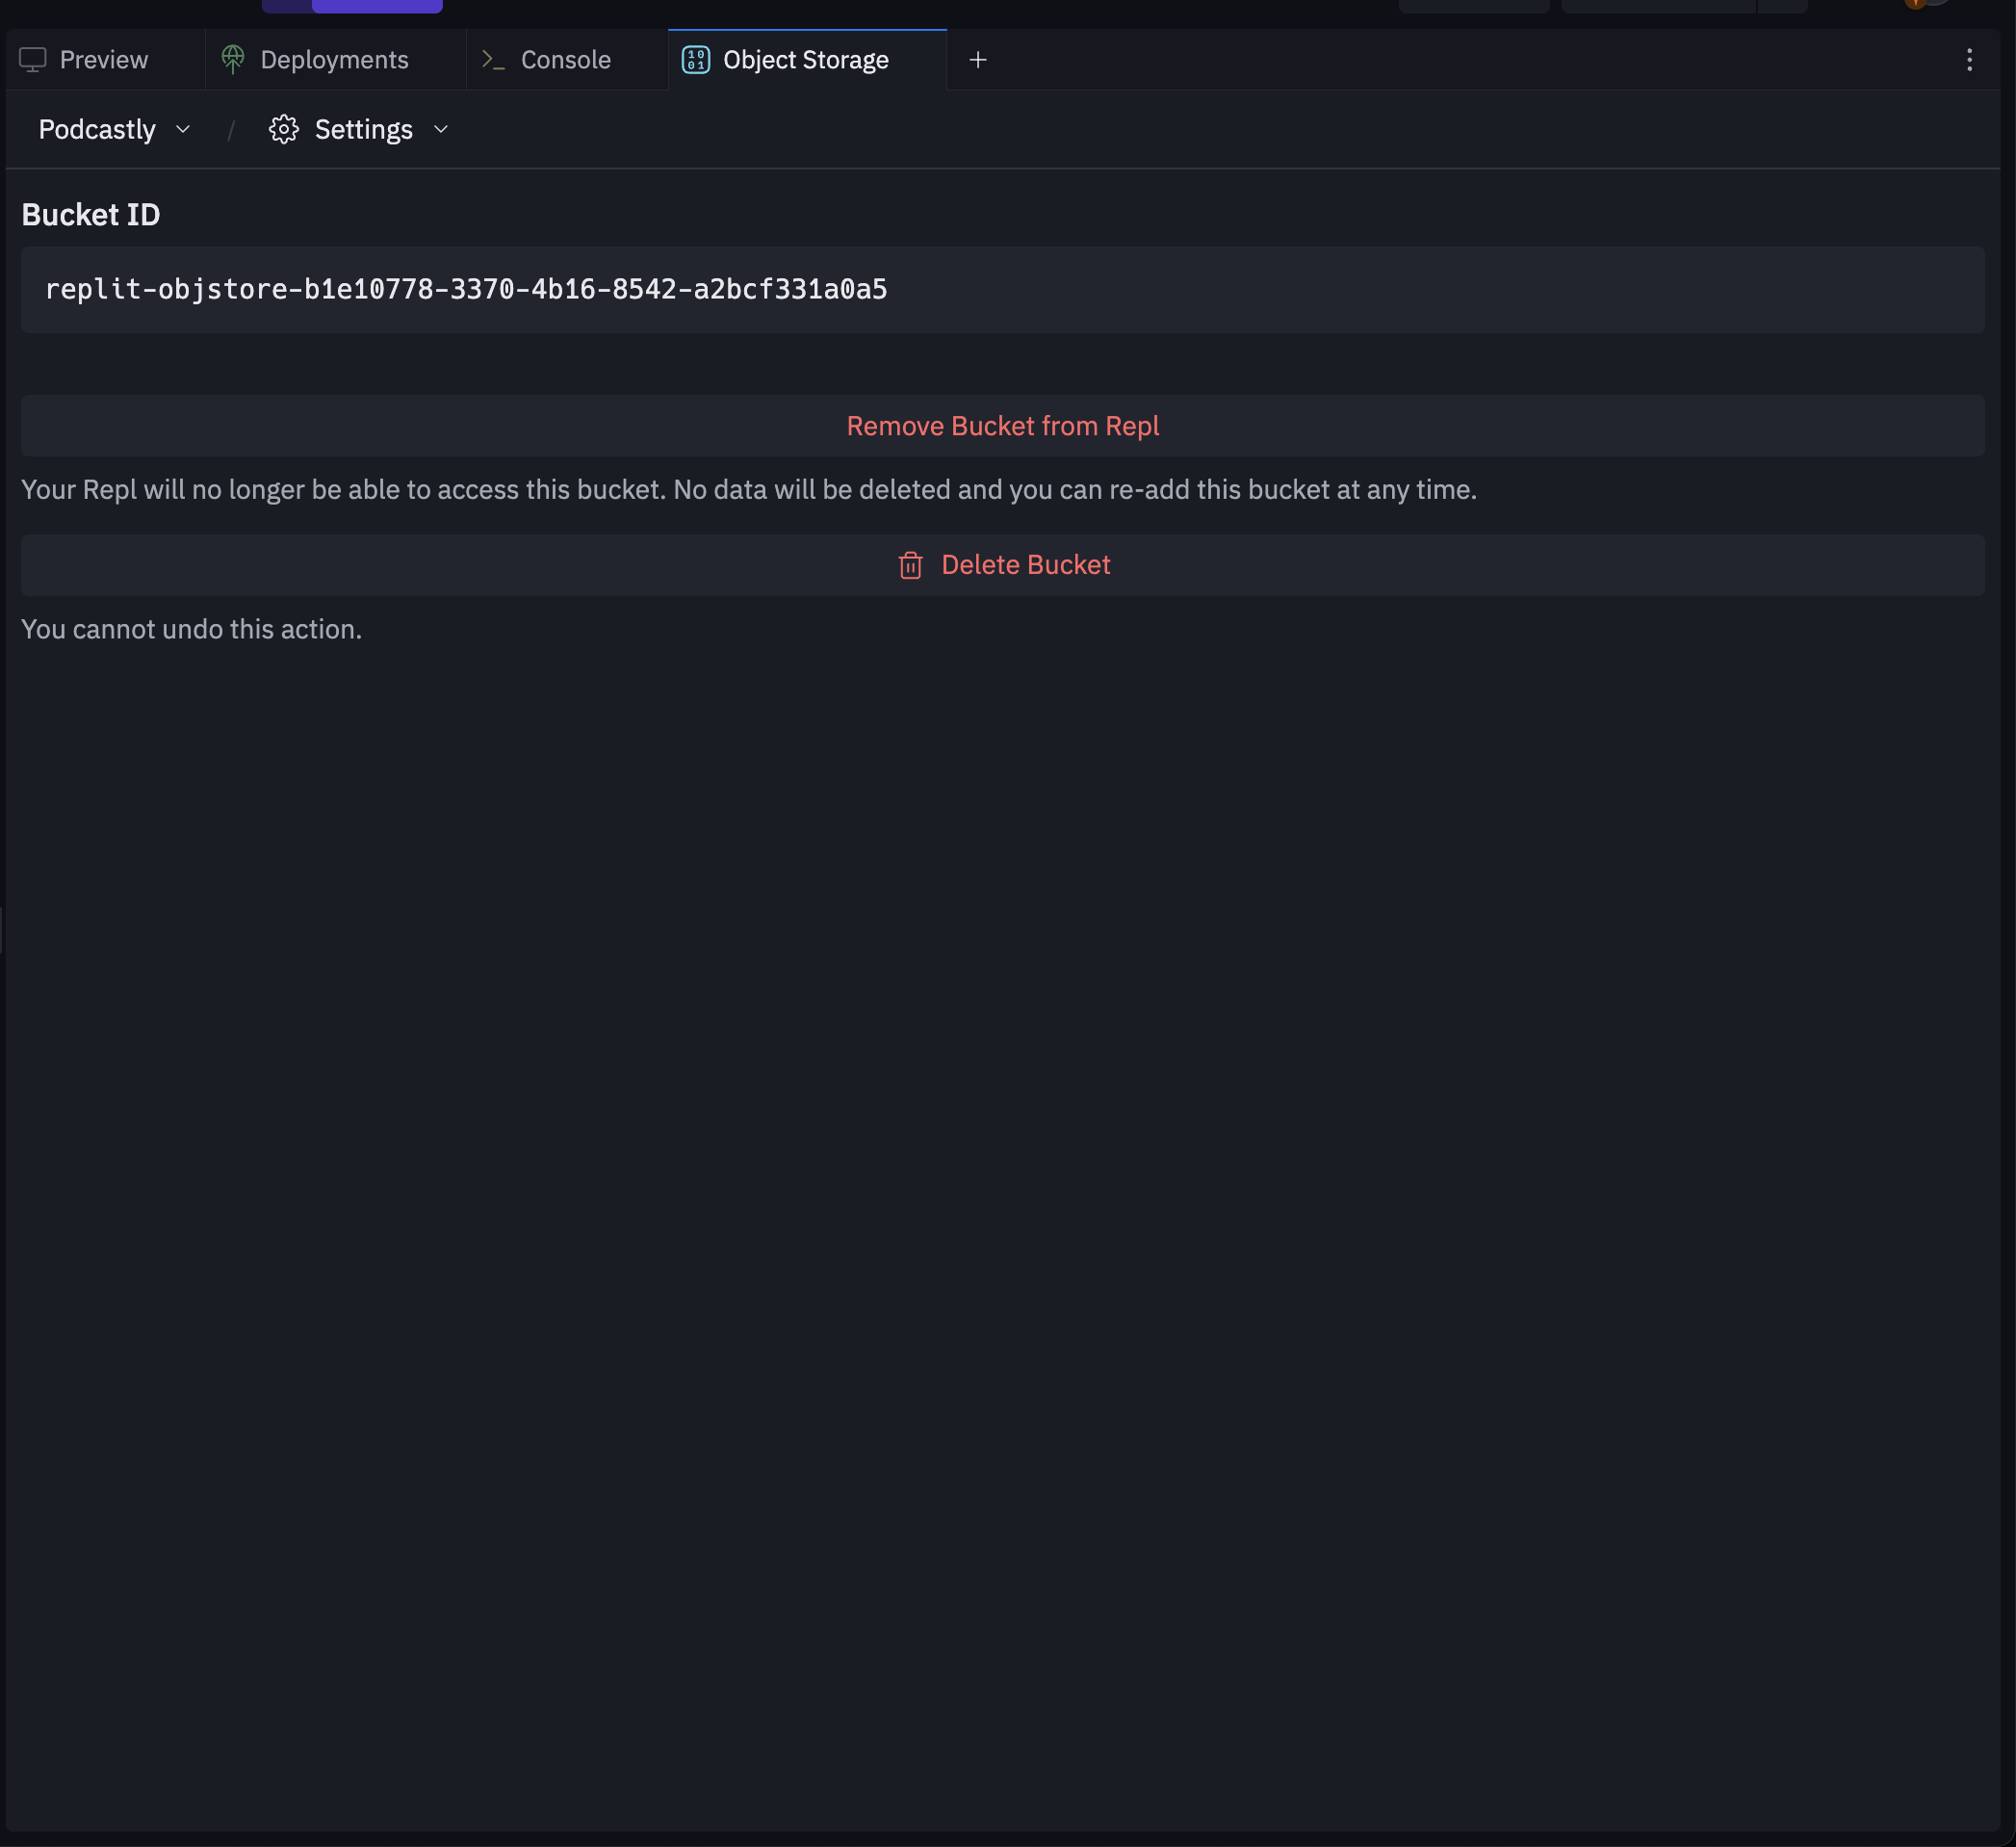 Preview Deployments Console Object Storage
Podcastly / Settings
Bucket ID
replit-objstore-b1e10778-3370-4b16-8542-a2bcf331a0a5
Remove Bucket from Repl
Your Repl will no longer be able to access this bucket. No data will be deleted and you can re-add this bucket at any time.
Delete Bucket
You cannot undo this action.